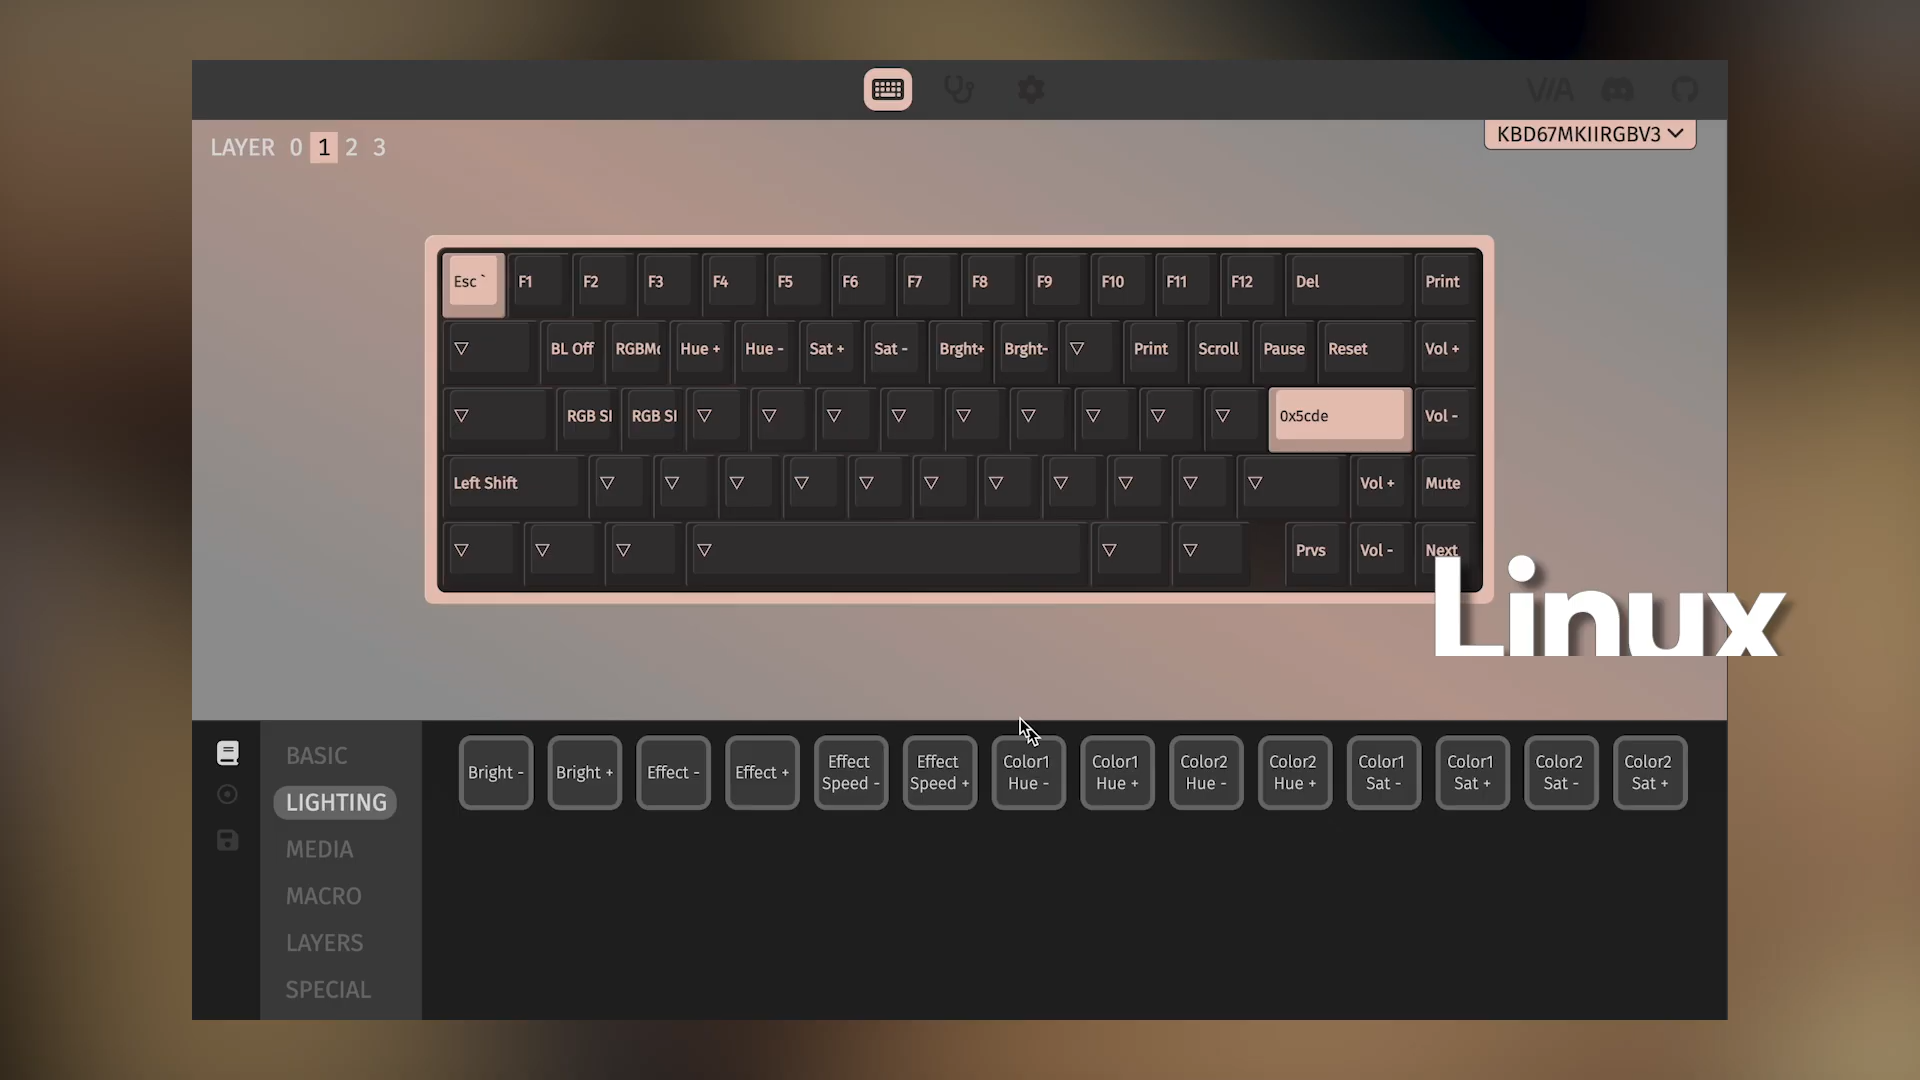 VIA
LAYER 0 1 2 3
KBD67MKIIRGBV3
Esc ` F1 F2 F3 F4 F5 F6 F7 F8 F9 F10 F11 F12 Del Print
BL Off RGBMo Hue + Hue - Sat + Sat - Brght+ Brght- Print Scroll Pause Reset Vol +
RGB SI RGB SI 0x5cde Vol -
Left Shift Vol + Mute
Prvs Vol - Next
Linux
BASIC
LIGHTING
MEDIA
MACRO
LAYERS
SPECIAL
Bright - Bright + Effect - Effect + Effect Speed - Effect Speed + Color1 Hue - Color1 Hue + Color2 Hue - Color2 Hue + Color1 Sat - Color1 Sat + Color2 Sat - Color2 Sat +